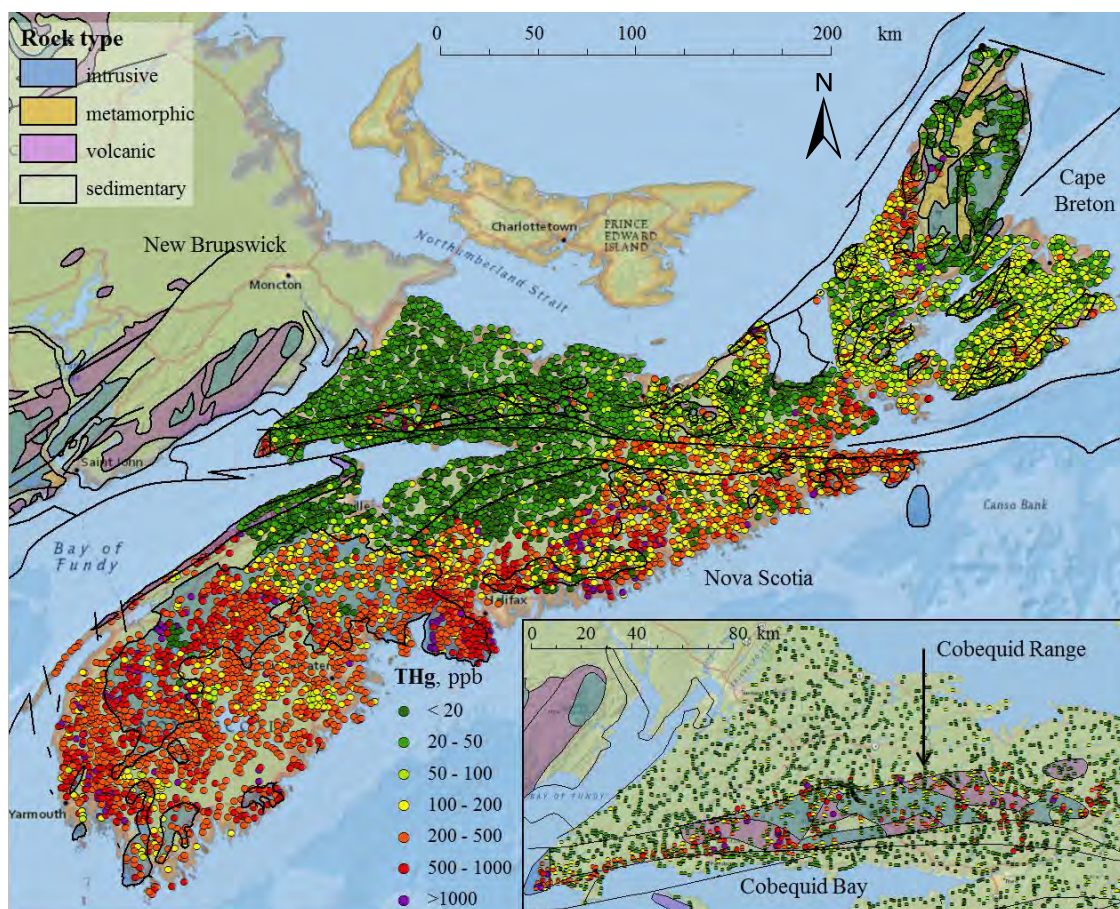 Rock type
intrusive
metamorphic
volcanic
sedimentary
0 50 100 200 km
N
Cape
Breton
New Brunswick
Moncton
Charlottetown
PRINCE
EDWARD
ISLAND
Northumberland Strait
Saint John
Bay of
Fundy
Canso Bank
Nova Scotia
Halifax
Yarmouth
THg, ppb
< 20
20 - 50
50 - 100
100 - 200
200 - 500
500 - 1000
>1000
0 20 40 80 km
Cobequid Range
BAY OF FUNDY
Cobequid Bay